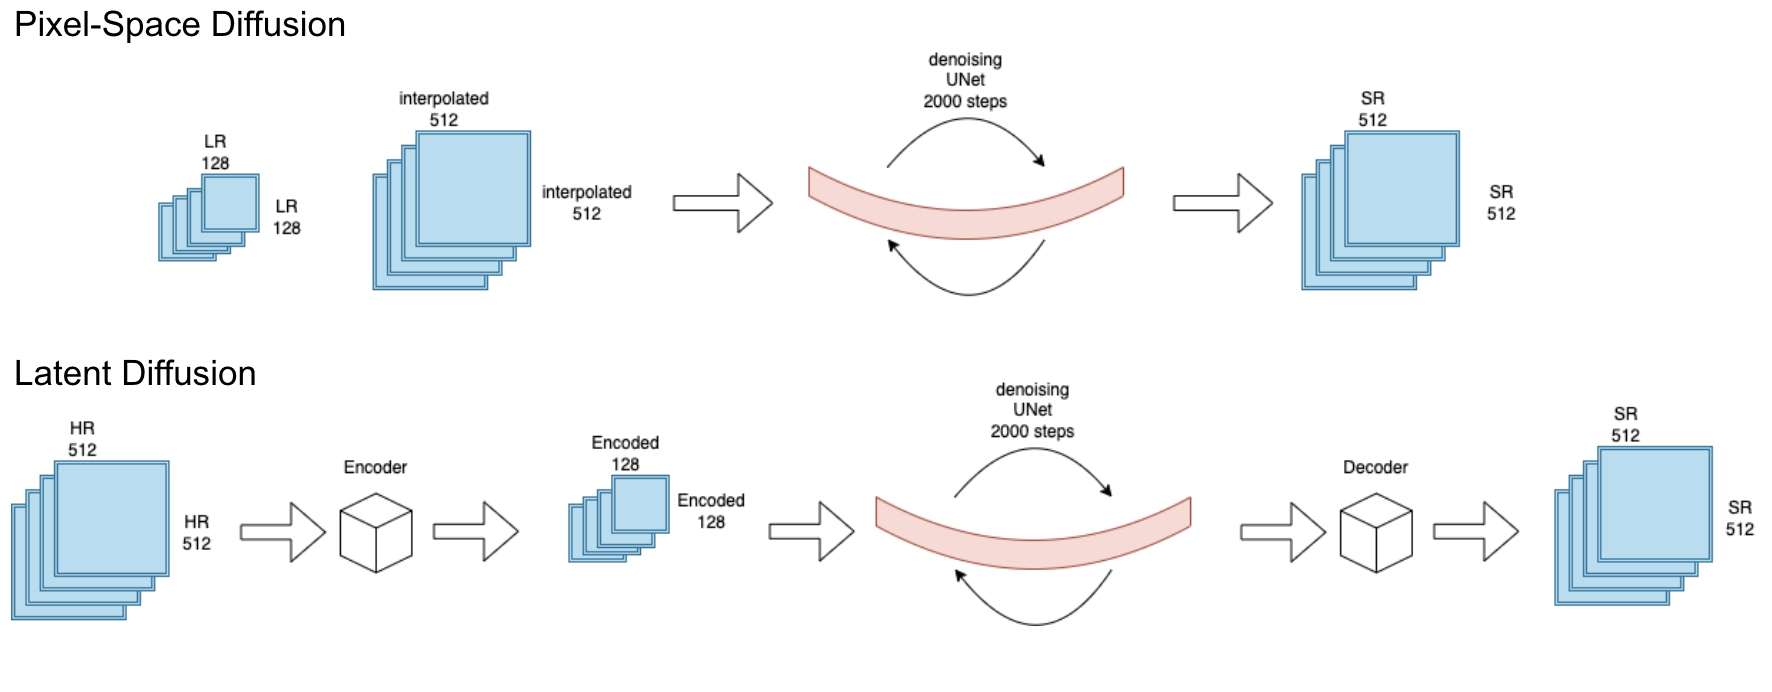 Pixel-Space Diffusion
LR
128
LR
128
interpolated
512
interpolated
512
denoising
UNet
2000 steps
SR
512
SR
512
Latent Diffusion
HR
512
HR
512
Encoder
Encoded
128
Encoded
128
denoising
UNet
2000 steps
Decoder
SR
512
SR
512